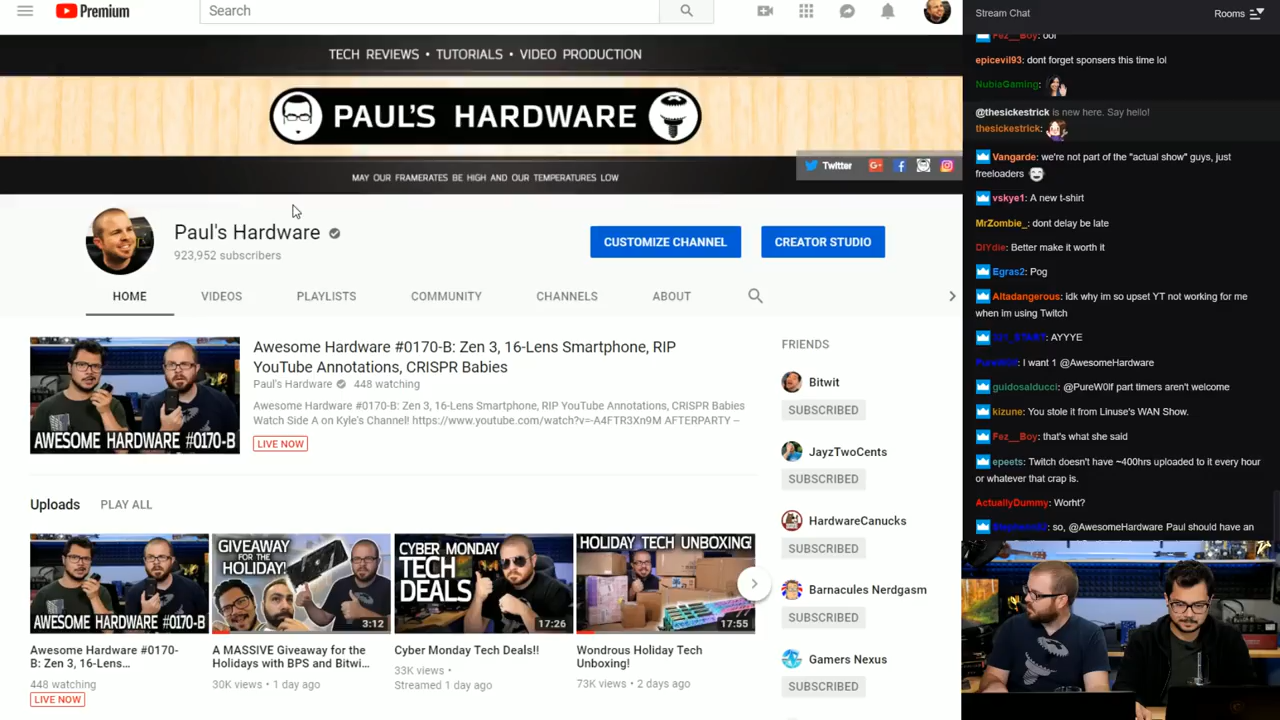 Premium
Search
Stream Chat
Rooms
TECH REVIEWS • TUTORIALS • VIDEO PRODUCTION
PAUL'S HARDWARE
Twitter
MAY OUR FRAMERATES BE HIGH AND OUR TEMPERATURES LOW
Paul's Hardware
923,952 subscribers
CUSTOMIZE CHANNEL
CREATOR STUDIO
HOME
VIDEOS
PLAYLISTS
COMMUNITY
CHANNELS
ABOUT
AWESOME HARDWARE #0170-B
Awesome Hardware #0170-B: Zen 3, 16-Lens Smartphone, RIP
YouTube Annotations, CRISPR Babies
Paul's Hardware 448 watching
Awesome Hardware #0170-B: Zen 3, 16-Lens Smartphone, RIP YouTube Annotations, CRISPR Babies
Watch Side A on Kyle's Channel! https://www.youtube.com/watch?v=-A4FTR3Xn9M AFTERPARTY –
LIVE NOW
Uploads
PLAY ALL
AWESOME HARDWARE #0170-B
Awesome Hardware #0170-
B: Zen 3, 16-Lens...
448 watching
LIVE NOW
GIVEAWAY
FOR THE
HOLIDAY!
3:12
A MASSIVE Giveaway for the
Holidays with BPS and Bitwi...
30K views • 1 day ago
CYBER MONDAY
TECH
DEALS
17:26
Cyber Monday Tech Deals!!
33K views •
Streamed 1 day ago
HOLIDAY TECH UNBOXING!
17:55
Wondrous Holiday Tech
Unboxing!
73K views • 2 days ago
FRIENDS
Bitwit
SUBSCRIBED
JayzTwoCents
SUBSCRIBED
HardwareCanucks
SUBSCRIBED
Barnacules Nerdgasm
SUBSCRIBED
Gamers Nexus
SUBSCRIBED
Fez__Boy: oof
epicevil93: dont forget sponsers this time lol
NubiaGaming:
@thesickestrick is new here. Say hello!
thesickestrick:
Vangarde: we're not part of the "actual show" guys, just
freeloaders
vskye1: A new t-shirt
MrZombie_: dont delay be late
DIYdie: Better make it worth it
Egras2: Pog
Altadangerous: idk why im so upset YT not working for me
when im using Twitch
AYYYE
PureW0lf: I want 1 @AwesomeHardware
guidosalducci: @PureW0lf part timers aren't welcome
kizune: You stole it from Linuse's WAN Show.
Fez__Boy: that's what she said
epeets: Twitch doesn't have ~400hrs uploaded to it every hour
or whatever that crap is.
ActuallyDummy: Worht?
so, @AwesomeHardware Paul should have an